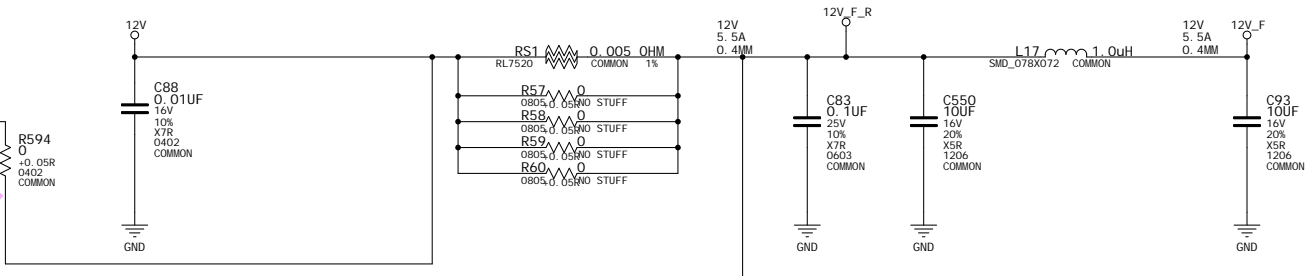 12V
C88
0.01UF
16V
10%
X7R
0402
COMMON
GND
R594
0
+0.05R
0402
COMMON
RS1 0.005 OHM
RL7520 COMMON 1%
R57 0
0805 +0.05R NO STUFF
R58 0
0805 +0.05R NO STUFF
R59 0
0805 +0.05R NO STUFF
R60 0
0805 +0.05R NO STUFF
12V
5.5A
0.4MM
12V_F_R
C83
0.1UF
25V
10%
X7R
0603
COMMON
GND
C550
10UF
16V
20%
X5R
1206
COMMON
GND
L17 1.0uH
SMD_078X072 COMMON
12V
5.5A
0.4MM
12V_F
C93
10UF
16V
20%
X5R
1206
COMMON
GND